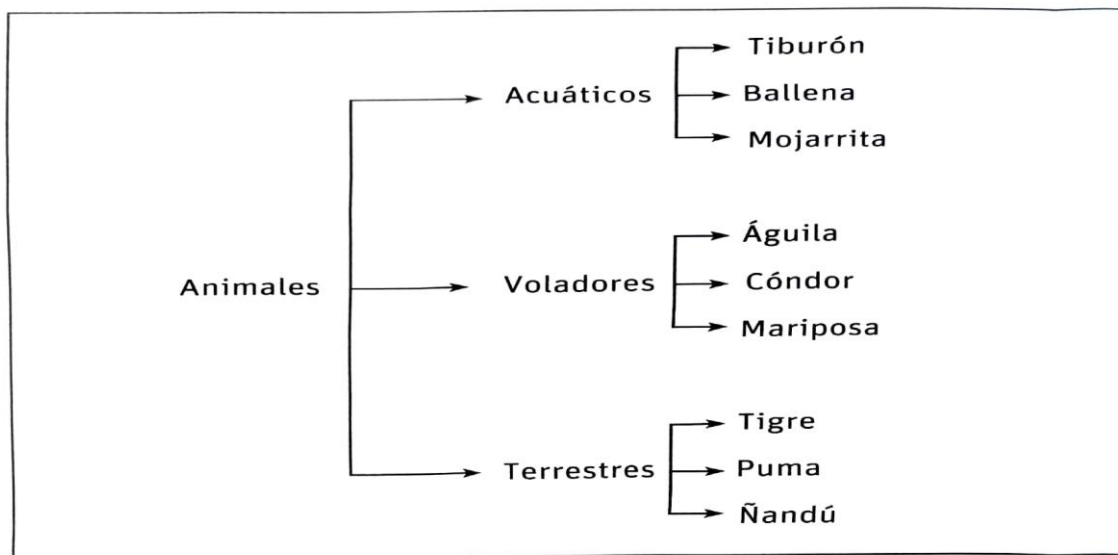 Animales
Acuáticos
Tiburón
Ballena
Mojarrita
Voladores
Águila
Cóndor
Mariposa
Terrestres
Tigre
Puma
Ñandú